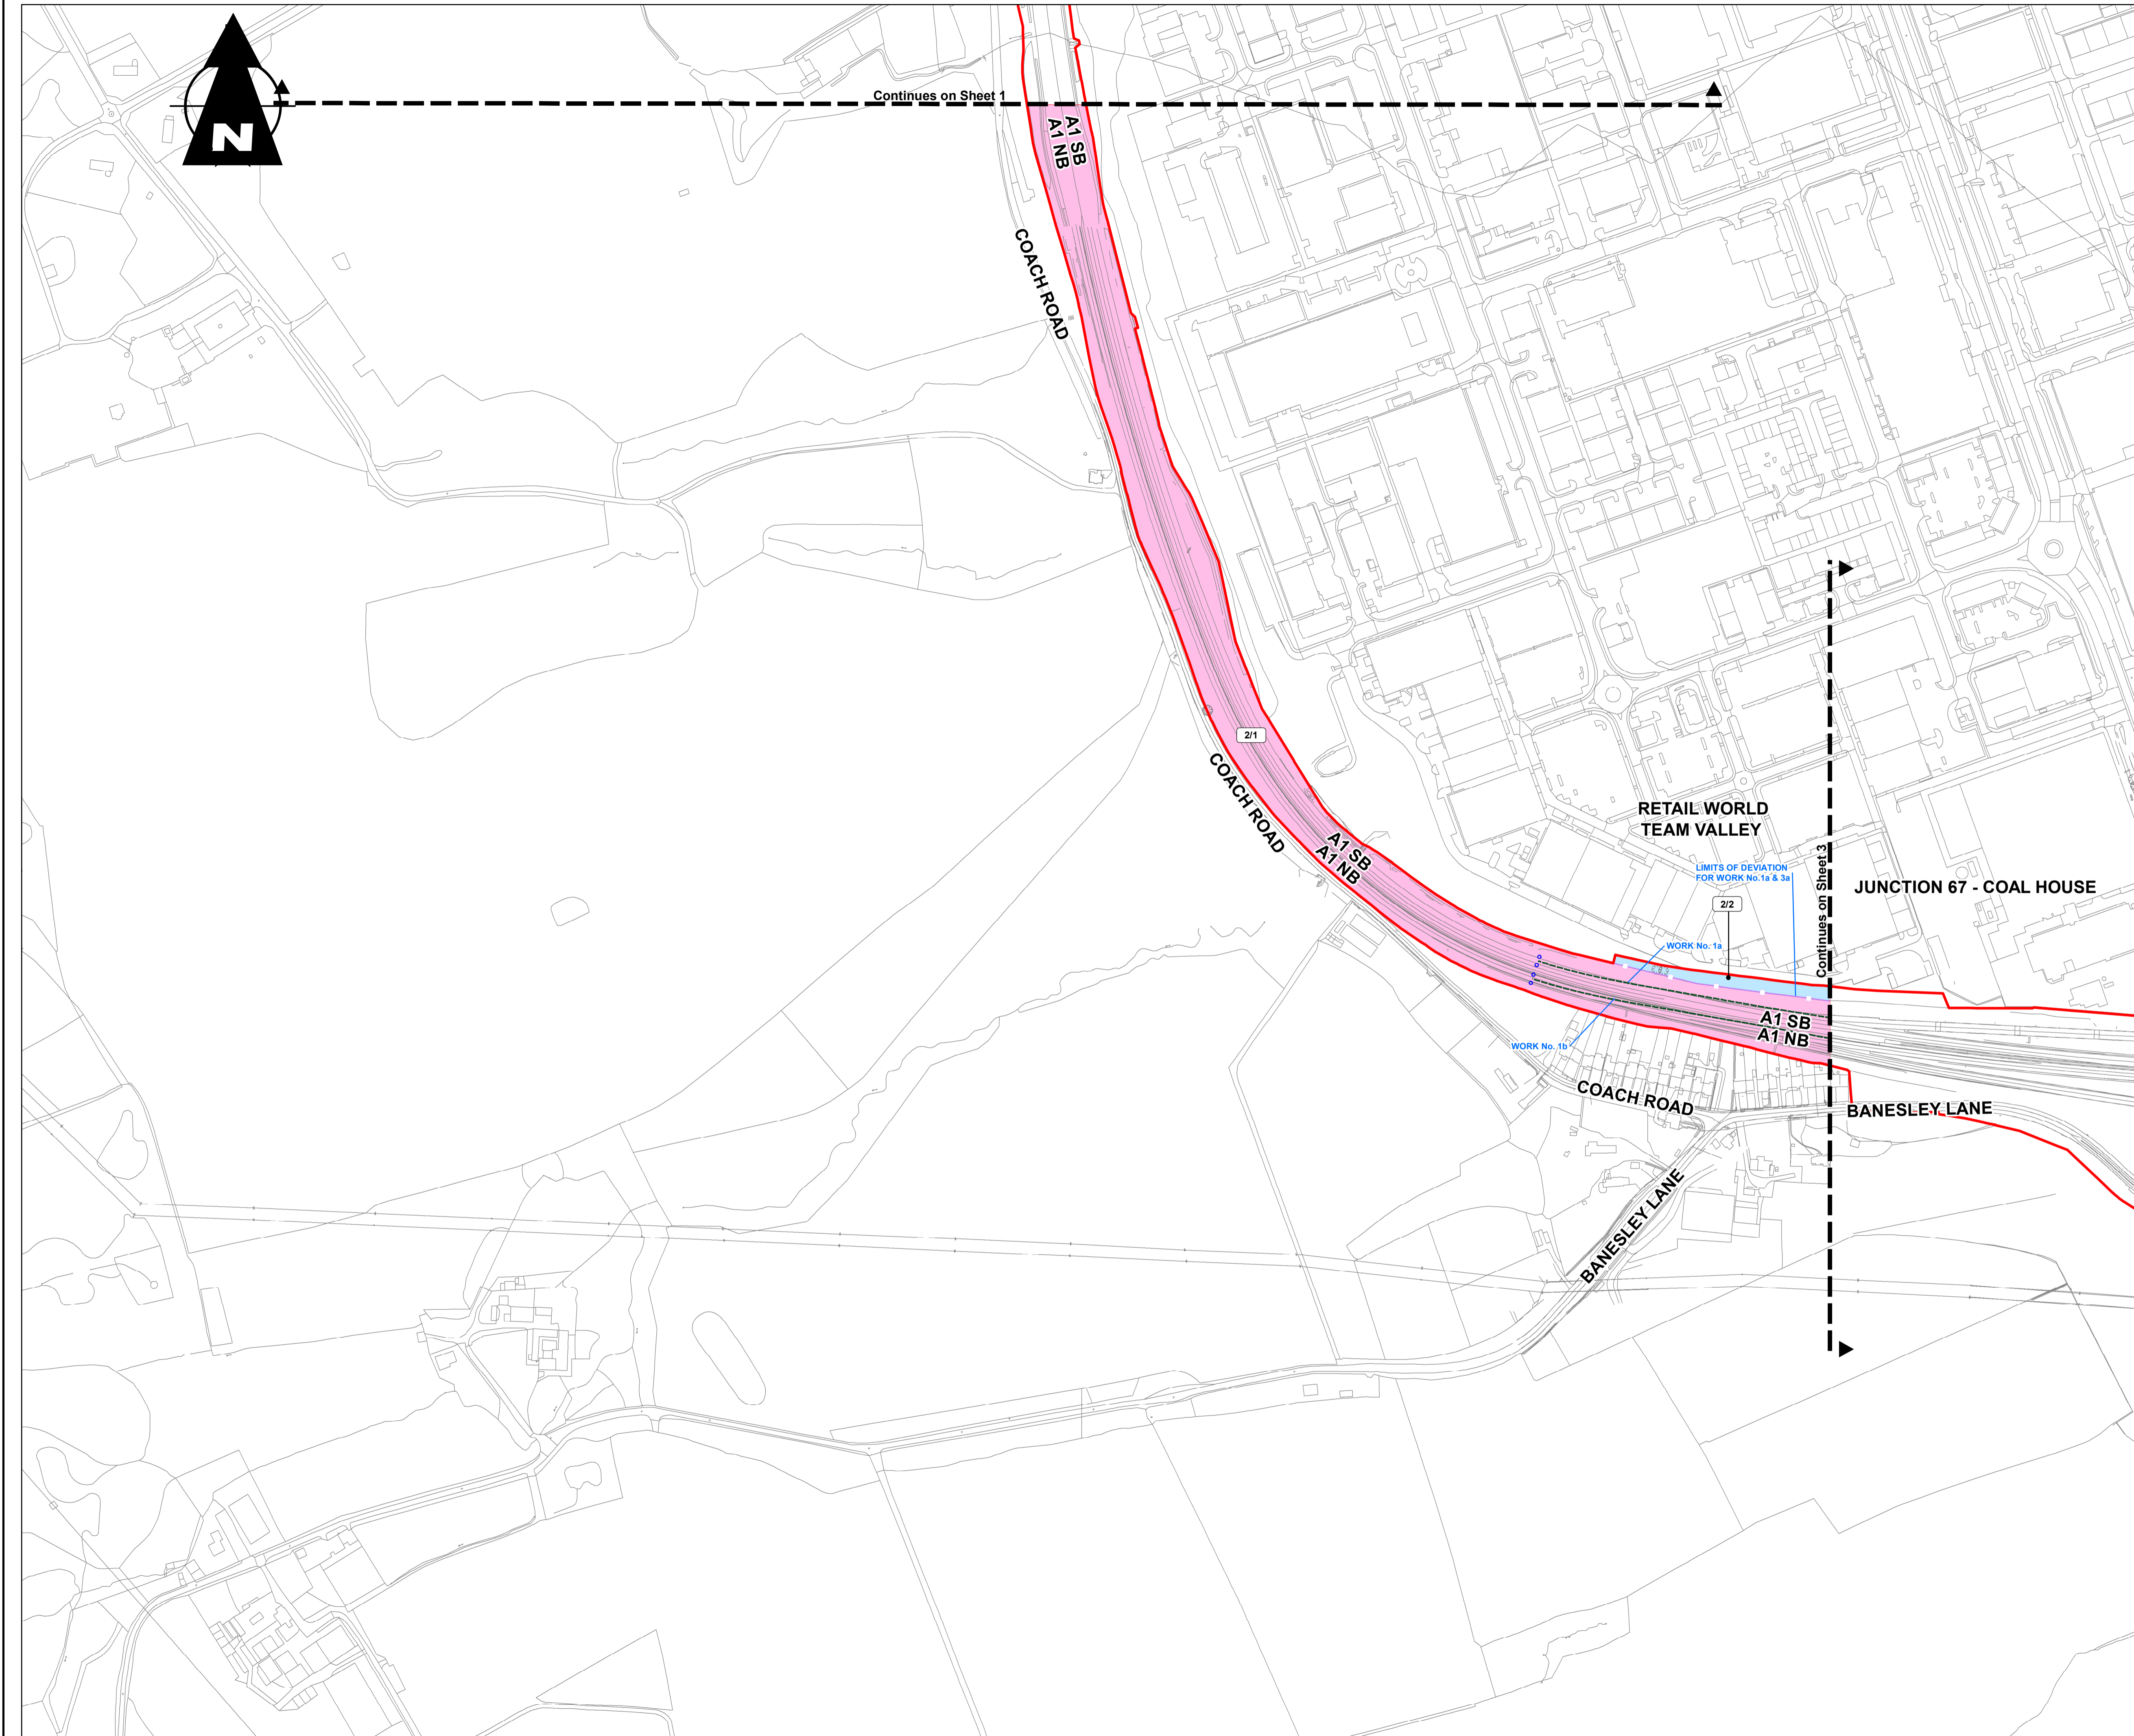 N
Continues on Sheet 1
A1 SB
A1 NB
COACH ROAD
2/1
COACH ROAD
A1 SB
A1 NB
RETAIL WORLD
TEAM VALLEY
LIMITS OF DEVIATION
FOR WORK No.1a & 3a
2/2
Continues on Sheet 3
JUNCTION 67 - COAL HOUSE
WORK No. 1a
WORK No. 1b
A1 SB
A1 NB
COACH ROAD
BANESLEY LANE
BANESLEY LANE